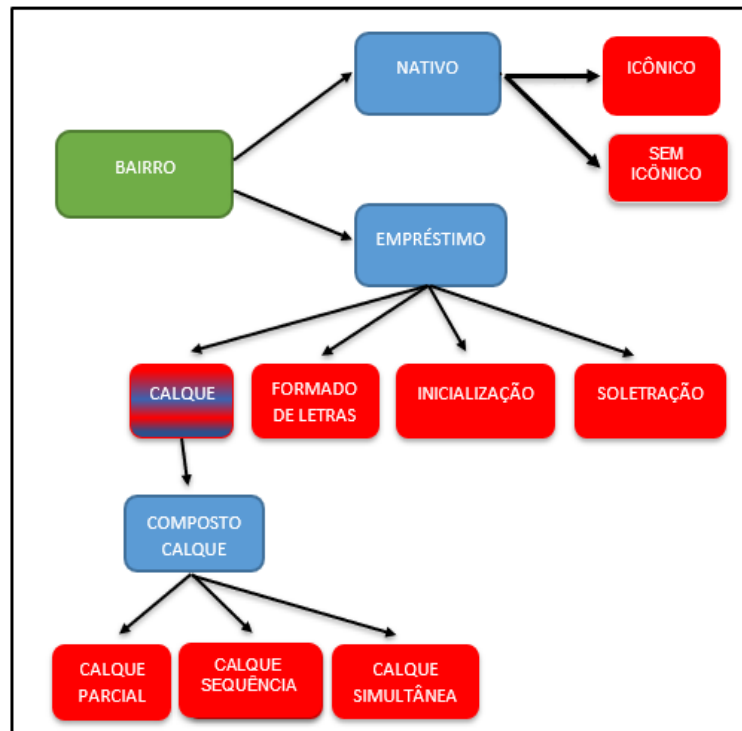 NATIVO
ICÔNICO
SEM
ICÔNICO
BAIRRO
EMPRÉSTIMO
CALQUE
FORMADO
DE LETRAS
INICIALIZAÇÃO
SOLETRAÇÃO
COMPOSTO
CALQUE
CALQUE
PARCIAL
CALQUE
SEQUÊNCIA
CALQUE
SIMULTÂNEA